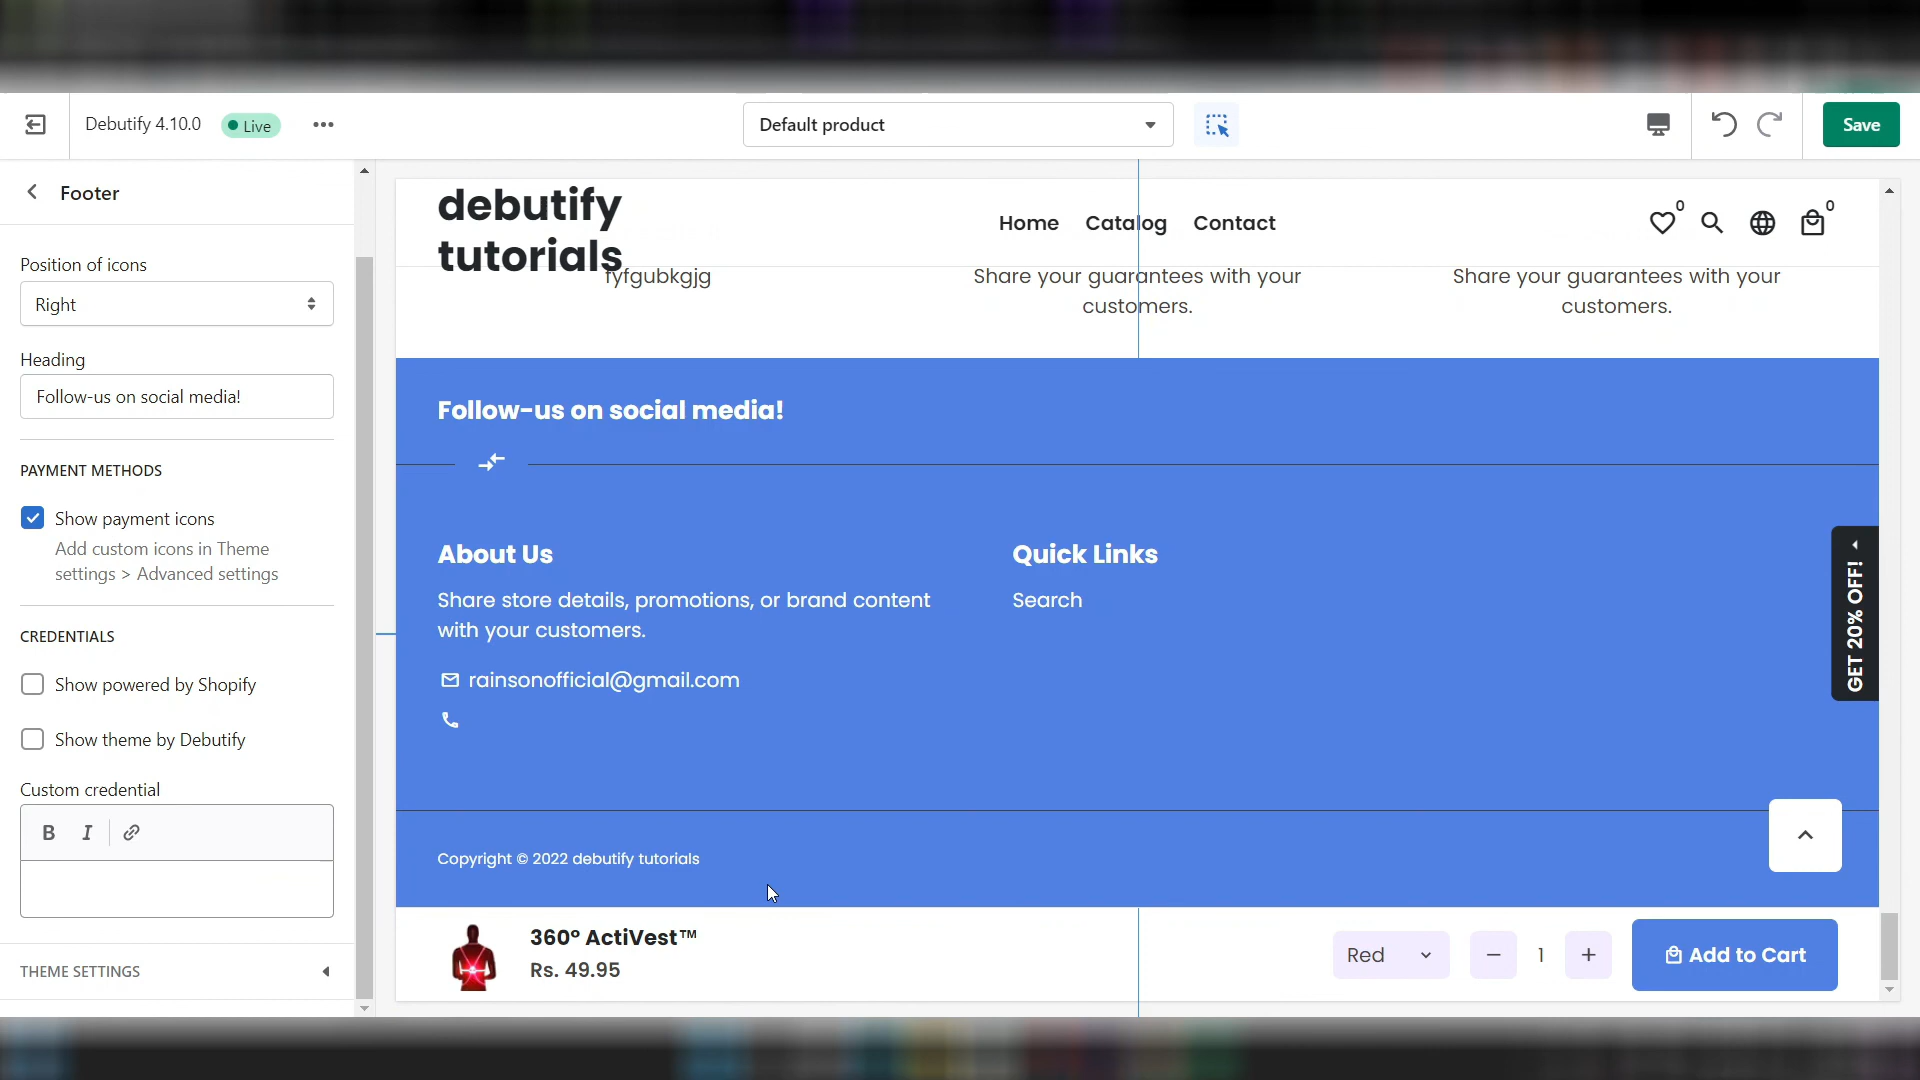 Debutify 4.10.0
Live
Default product
Save
Footer
Position of icons
Right
Heading
Follow-us on social media!
PAYMENT METHODS
Show payment icons
Add custom icons in Theme
settings > Advanced settings
CREDENTIALS
Show powered by Shopify
Show theme by Debutify
Custom credential
B I
THEME SETTINGS
debutify
tutorials
Home Catalog Contact
0
0
fyfgubkgjg
Share your guarantees with your
customers.
Share your guarantees with your
customers.
Follow-us on social media!
About Us
Share store details, promotions, or brand content
with your customers.
rainsonofficial@gmail.com
Quick Links
Search
GET 20% OFF!
Copyright © 2022 debutify tutorials
360° ActiVest™
Rs. 49.95
Red
− 1 +
Add to Cart